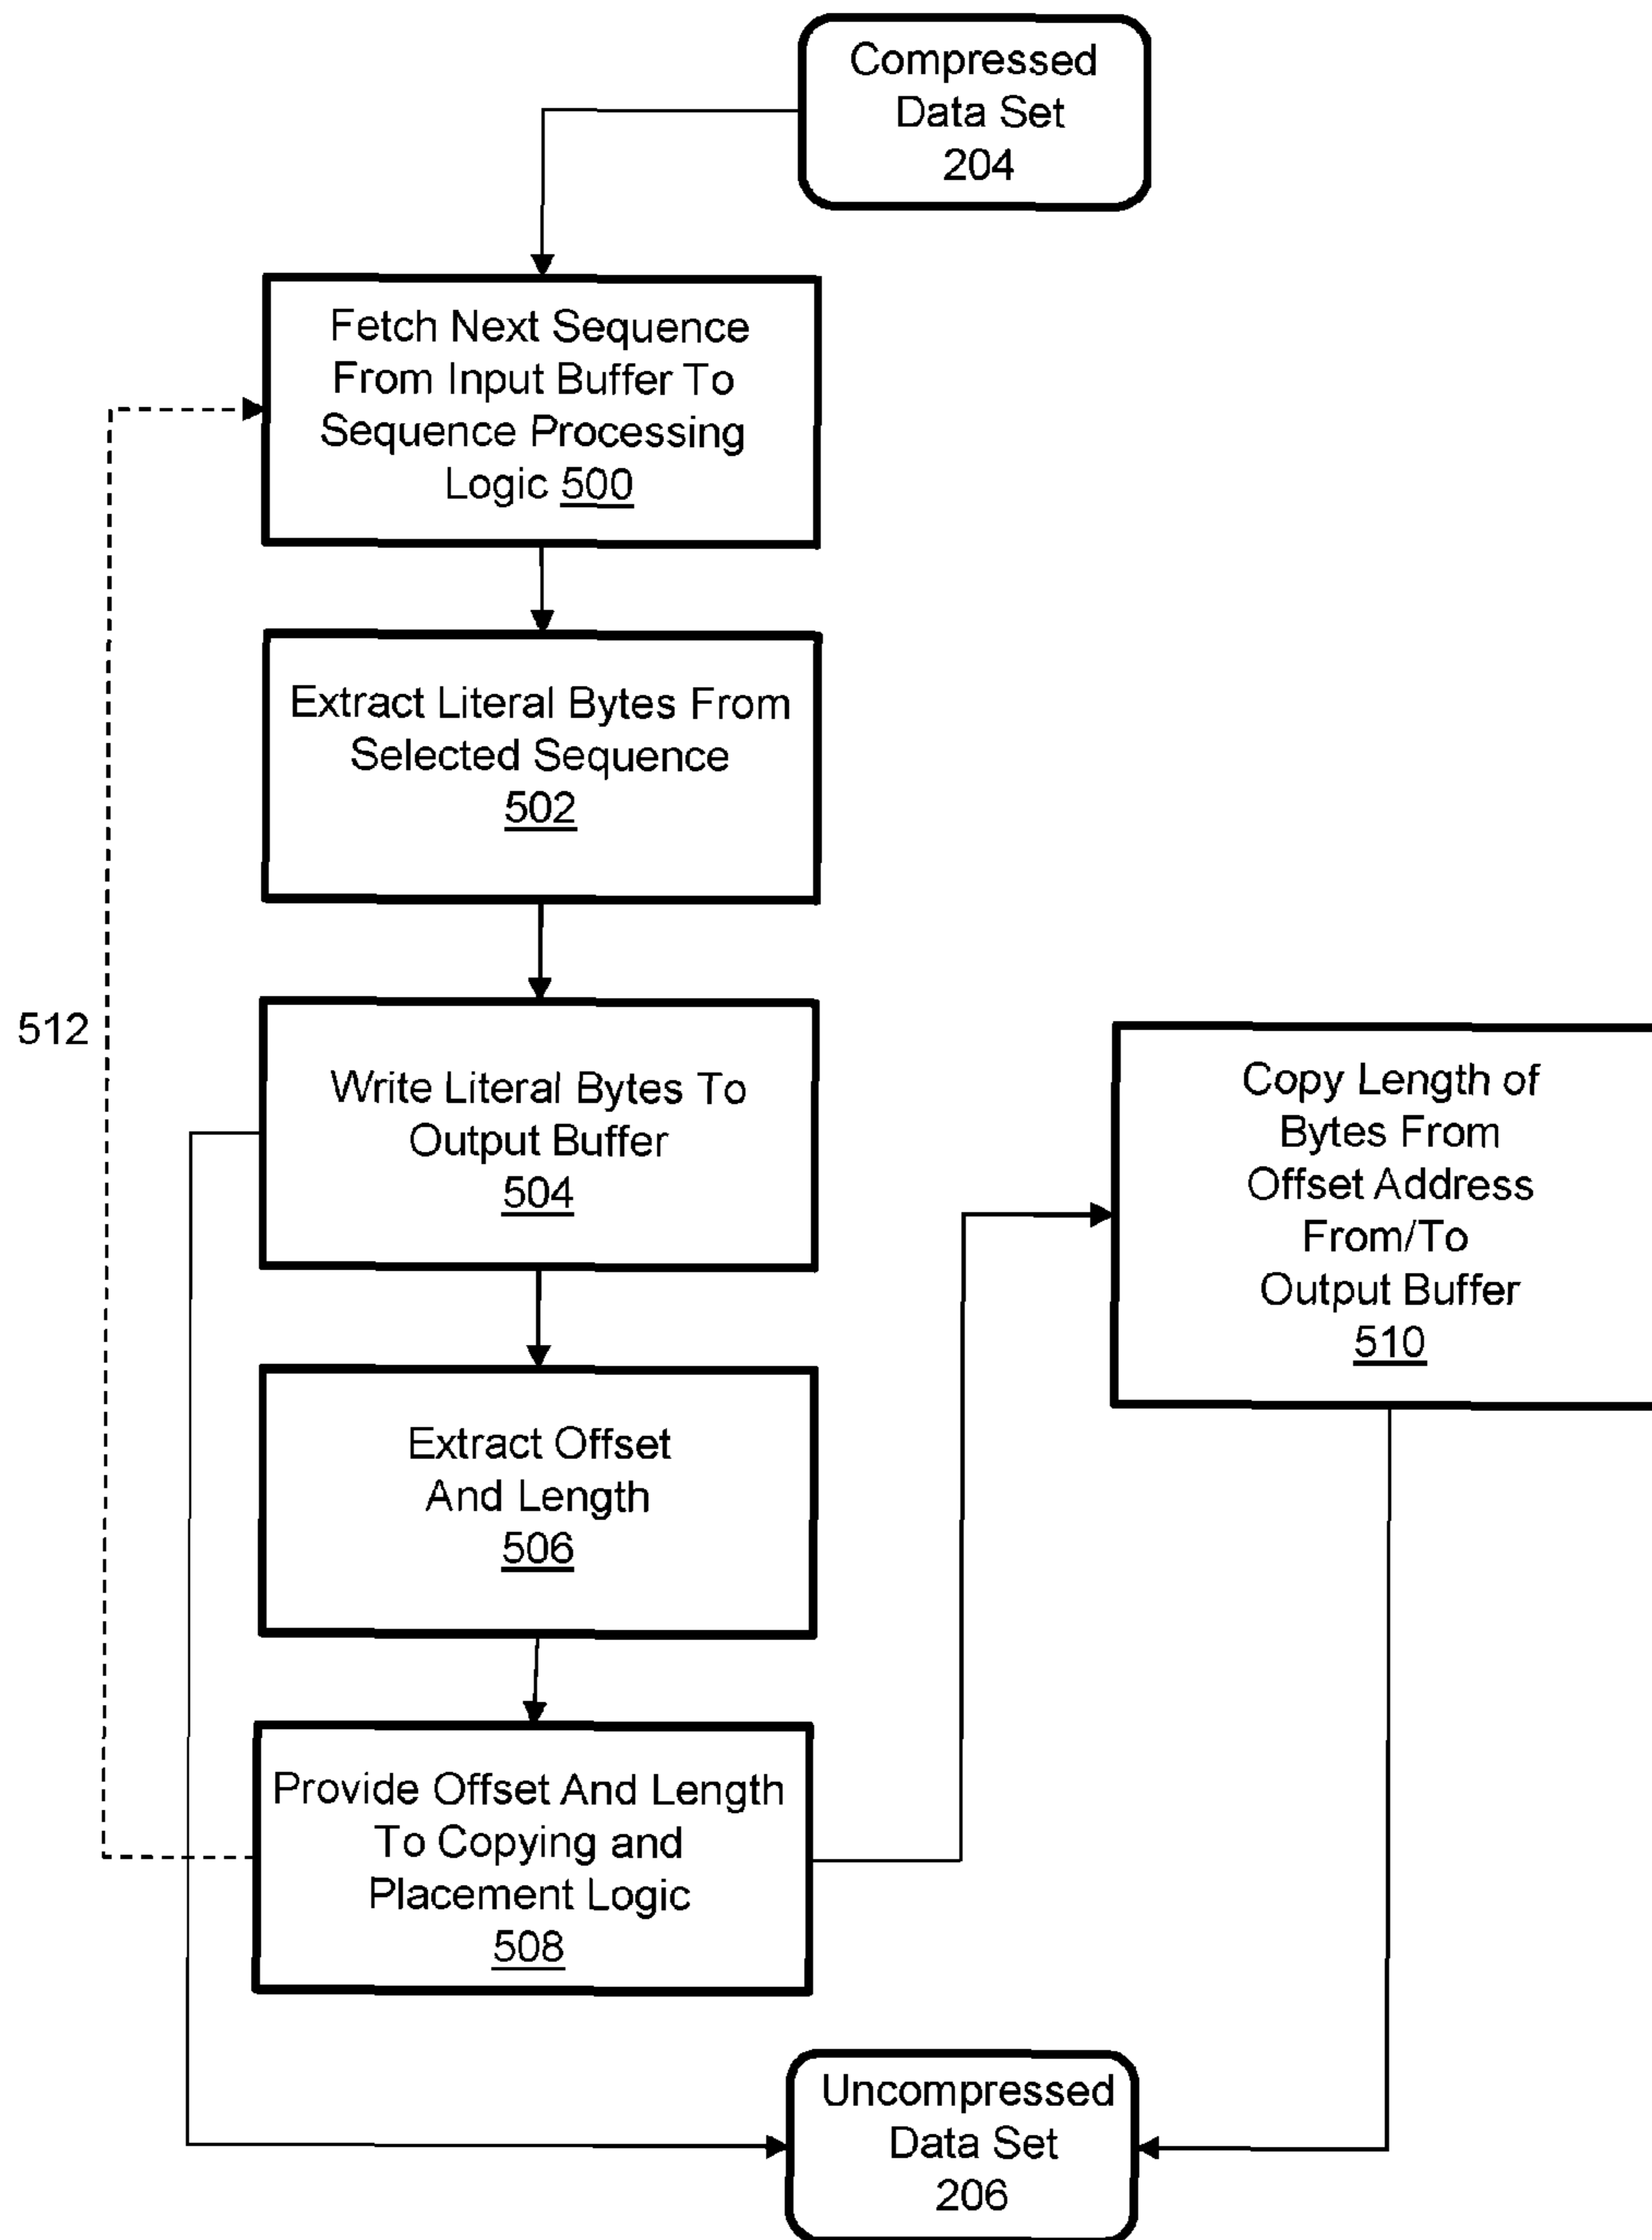 Compressed
Data Set
204
Fetch Next Sequence
From Input Buffer To
Sequence Processing
Logic 500
Extract Literal Bytes From
Selected Sequence
502
512
Write Literal Bytes To
Output Buffer
504
Copy Length of
Bytes From
Offset Address
From/To
Output Buffer
510
Extract Offset
And Length
506
Provide Offset And Length
To Copying and
Placement Logic
508
Uncompressed
Data Set
206